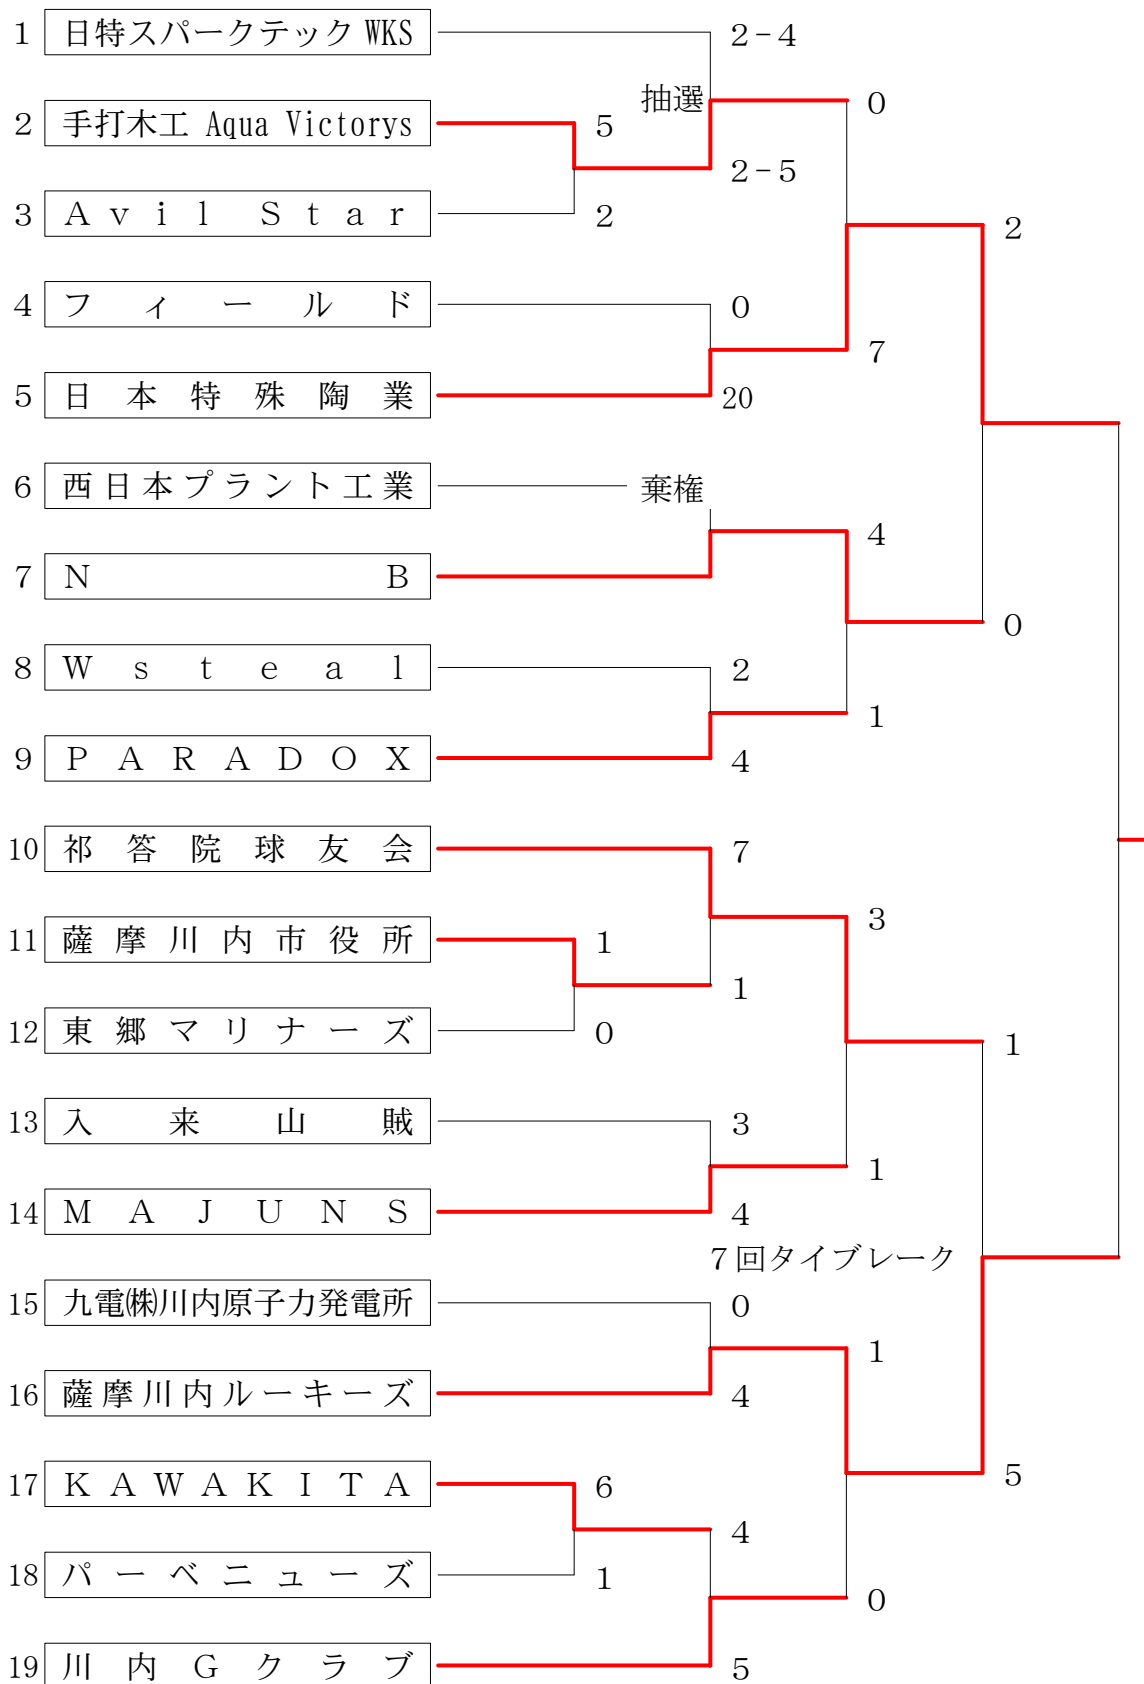 1 日特スパークテック WKS 2-4
抽選 0
2 手打木工 Aqua Victorys 5
2-5
3 Avil Star 2
2
4 フィールド 0
7
5 日本特殊陶業 20
6 西日本プラント工業 棄権
4
7 NB
0
8 Wsteal 2
1
9 PARADOX 4
10 祁答院球友会 7
3
11 薩摩川内市役所 1
1
12 東郷マリナーズ 0
1
13 入来山賊 3
1
14 MAJUNS 4
7回タイブレーク
15 九電㈱川内原子力発電所 0
1
16 薩摩川内ルーキーズ 4
5
17 KAWAKITA 6
4
18 パーベニューズ 1
0
19 川内Gクラブ 5